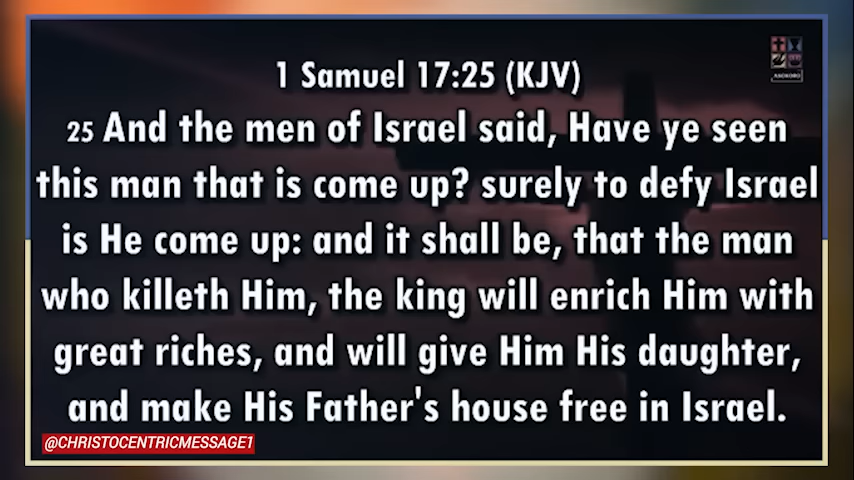 1 Samuel 17:25 (KJV)
25 And the men of Israel said, Have ye seen
this man that is come up? surely to defy Israel
is He come up: and it shall be, that the man
who killeth Him, the king will enrich Him with
great riches, and will give Him His daughter,
and make His Father's house free in Israel.
@CHRISTOCENTRICMESSAGE1